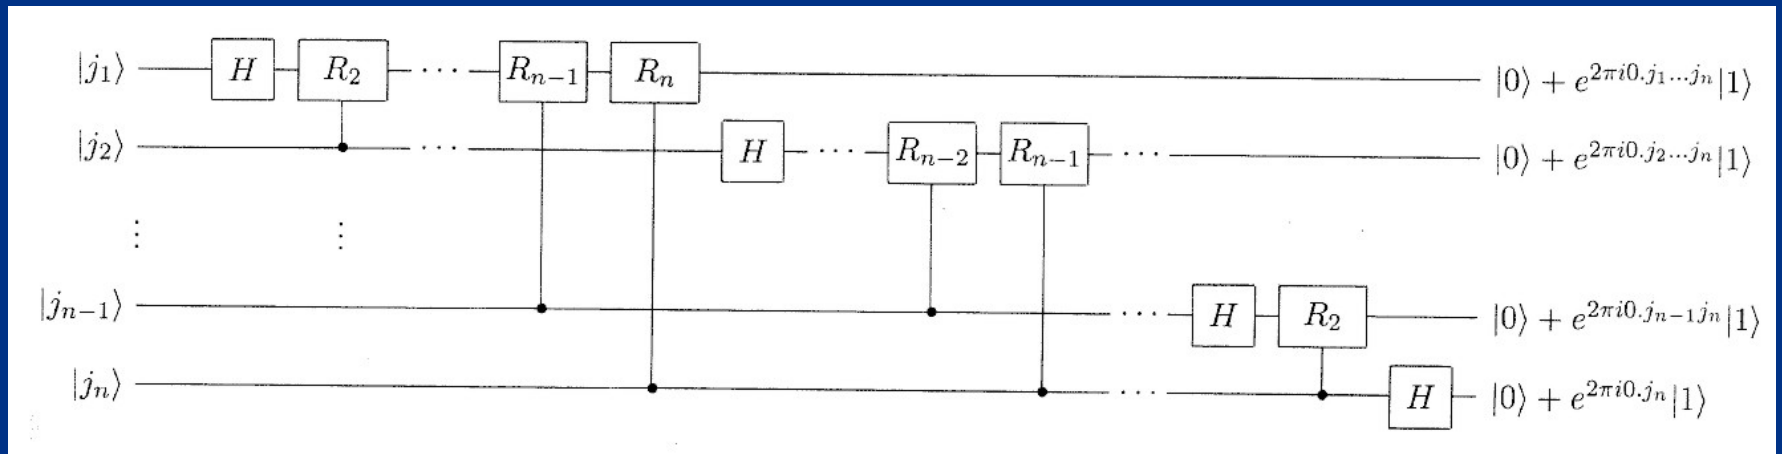 |j₁⟩ H R₂ ··· Rₙ₋₁ Rₙ |0⟩ + e^{2πi0.j₁...jₙ}|1⟩
|j₂⟩ ··· H ··· Rₙ₋₂ Rₙ₋₁ ··· |0⟩ + e^{2πi0.j₂...jₙ}|1⟩
⋮ ⋮
|jₙ₋₁⟩ ··· H R₂ |0⟩ + e^{2πi0.jₙ₋₁jₙ}|1⟩
|jₙ⟩ ··· H |0⟩ + e^{2πi0.jₙ}|1⟩